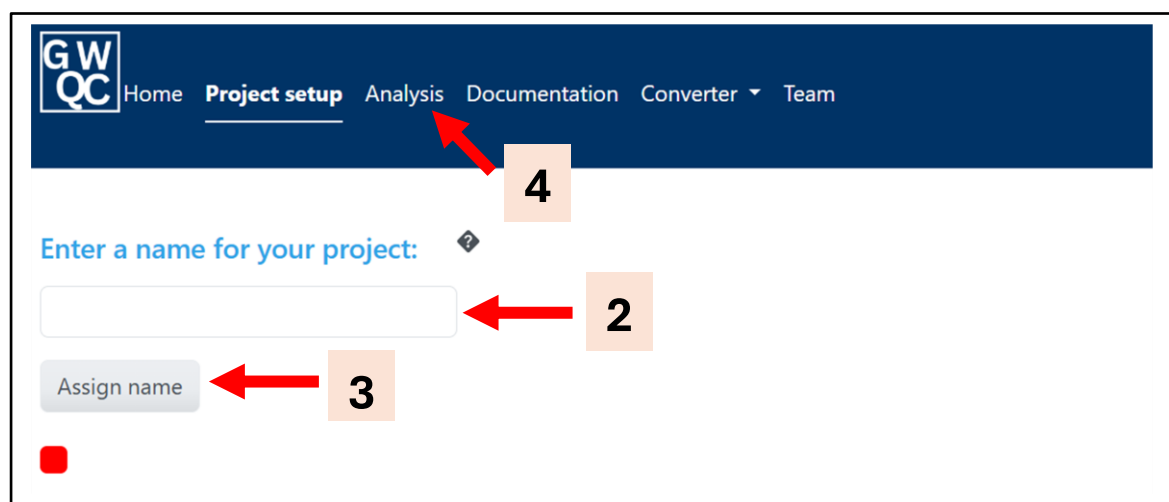 GW
QC
Home Project setup Analysis Documentation Converter Team
4
Enter a name for your project: ?
2
Assign name
3